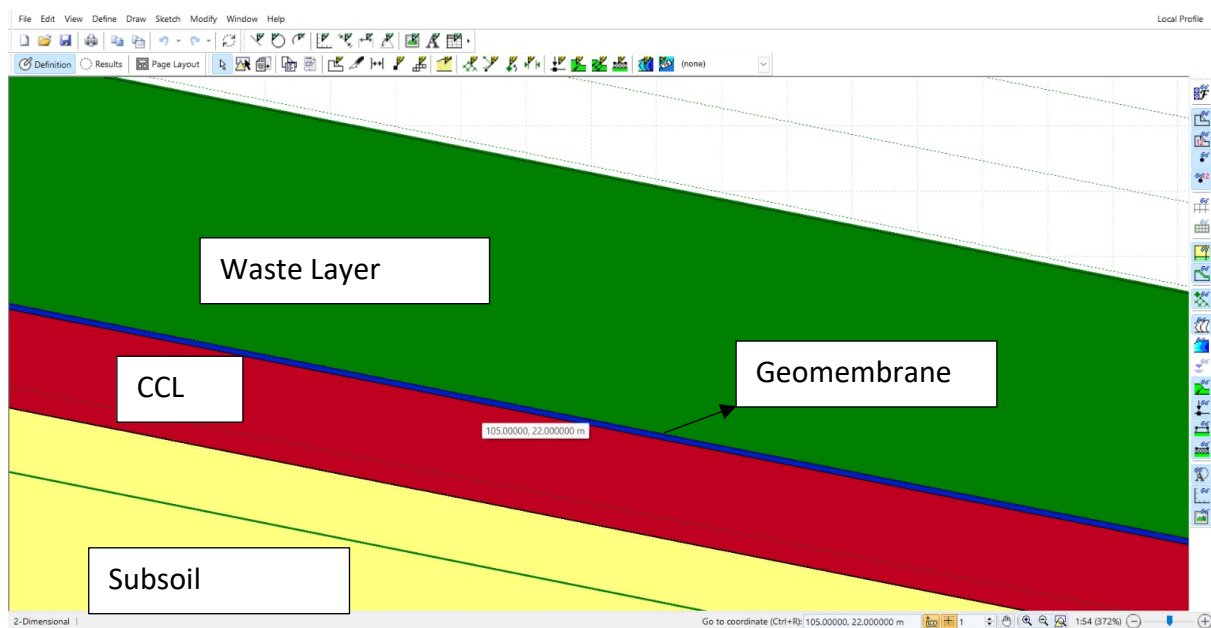 File Edit View Define Draw Sketch Modify Window Help Local Profile
Definition Results Page Layout (none)
Waste Layer
Geomembrane
CCL
105.00000, 22.000000 m
Subsoil
2-Dimensional Go to coordinate (Ctrl+R): 105.00000, 22.000000 m 1 1:54 (372%)